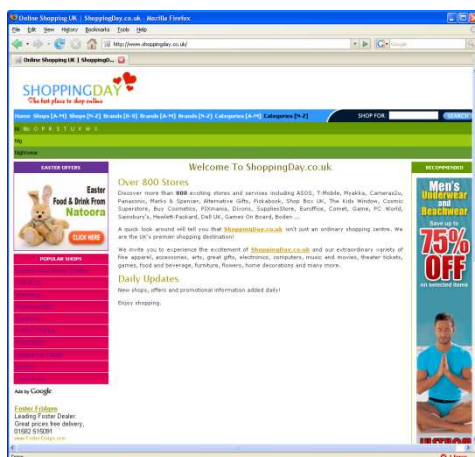 Online Shopping UK | ShoppingDay.co.uk - Mozilla Firefox
File Edit View History Bookmarks Tools Help
http://www.shoppingday.co.uk/
Google
Online Shopping UK | ShoppingD...
SHOPPINGDAY
The best place to shop online
Home Shops [A-M] Shops [N-Z] Brands [0-9] Brands [A-M] Brands [N-Z] Categories [A-M] Categories [N-Z]
SHOP FOR
SEARCH
N O P R S T U V W X
Nightwear
EASTER OFFERS
Easter
Food & Drink From
Natoora
CLICK HERE
POPULAR SHOPS
Ads by Google
Foster Fridges
Leading Foster Dealer.
Great prices free delivery,
01682 515091
Welcome To ShoppingDay.co.uk
Over 800 Stores
Discover more than 800 exciting stores and services including ASOS, T-Mobile, Myakka, Cameras2u,
Panasonic, Marks & Spencer, Alternative Gifts, Pickabook, Shop Box UK, The Kids Window, Cosmic
Superstore, Buy Cosmetics, PIXmania, Dixons, SuppliesStore, Euroffice, Comet, Game, PC World,
Sainsbury's, Hewlett-Packard, Dell UK, Games On Board, Boden ...
A quick look around will tell you that ShoppingDay.co.uk isn't just an ordinary shopping centre. We
are the UK's premier shopping destination!
We invite you to experience the excitement of ShoppingDay.co.uk and our extraordinary variety of
fine apparel, accessories, arts, great gifts, electronics, computers, music and movies, theater tickets,
games, food and beverage, furniture, flowers, home decorations and many more.
Daily Updates
New shops, offers and promotional information added daily!
Enjoy shopping.
RECOMMENDED
Men's
Underwear
and
Beachwear
Save up to
75%
OFF
on selected items
Done